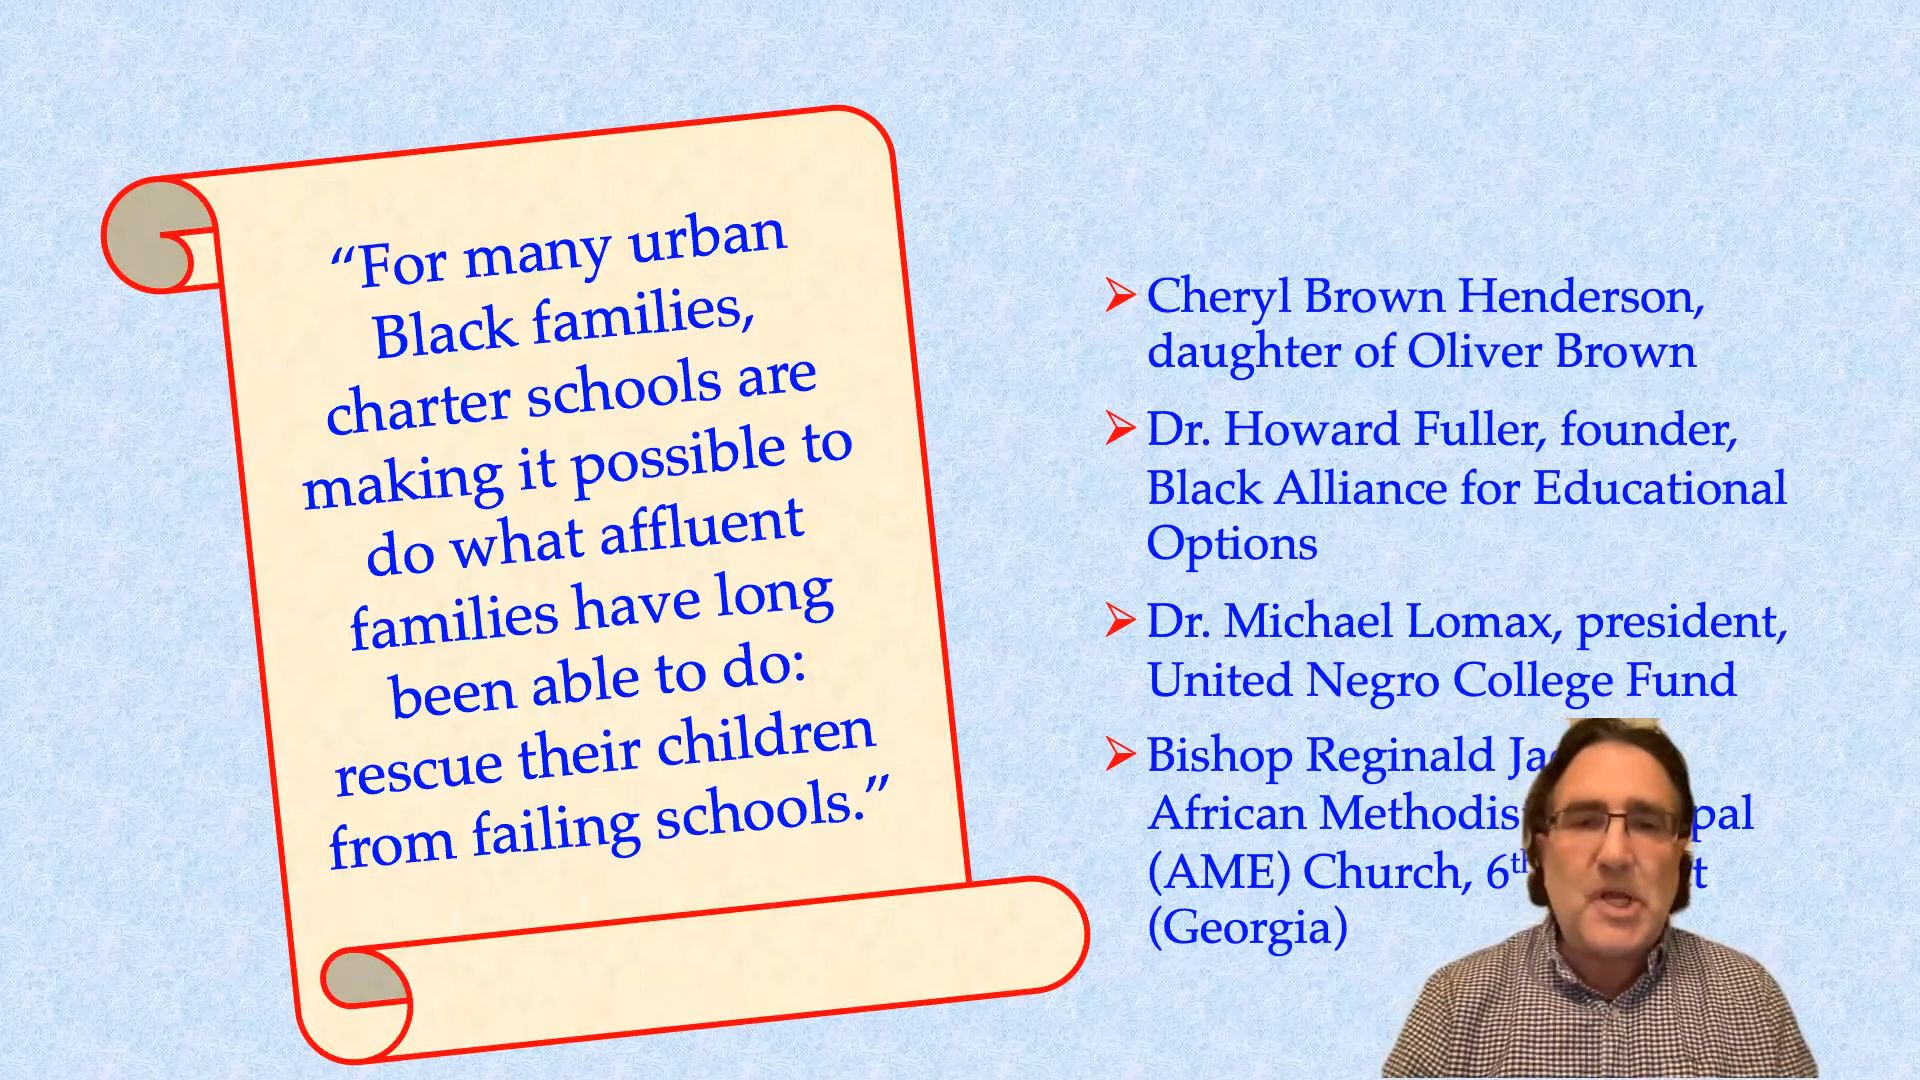 “For many urban
Black families,
charter schools are
making it possible to
do what affluent
families have long
been able to do:
rescue their children
from failing schools.”
Cheryl Brown Henderson,
daughter of Oliver Brown
Dr. Howard Fuller, founder,
Black Alliance for Educational
Options
Dr. Michael Lomax, president,
United Negro College Fund
Bishop Reginald
African
(AME) Church,
(Georgia)